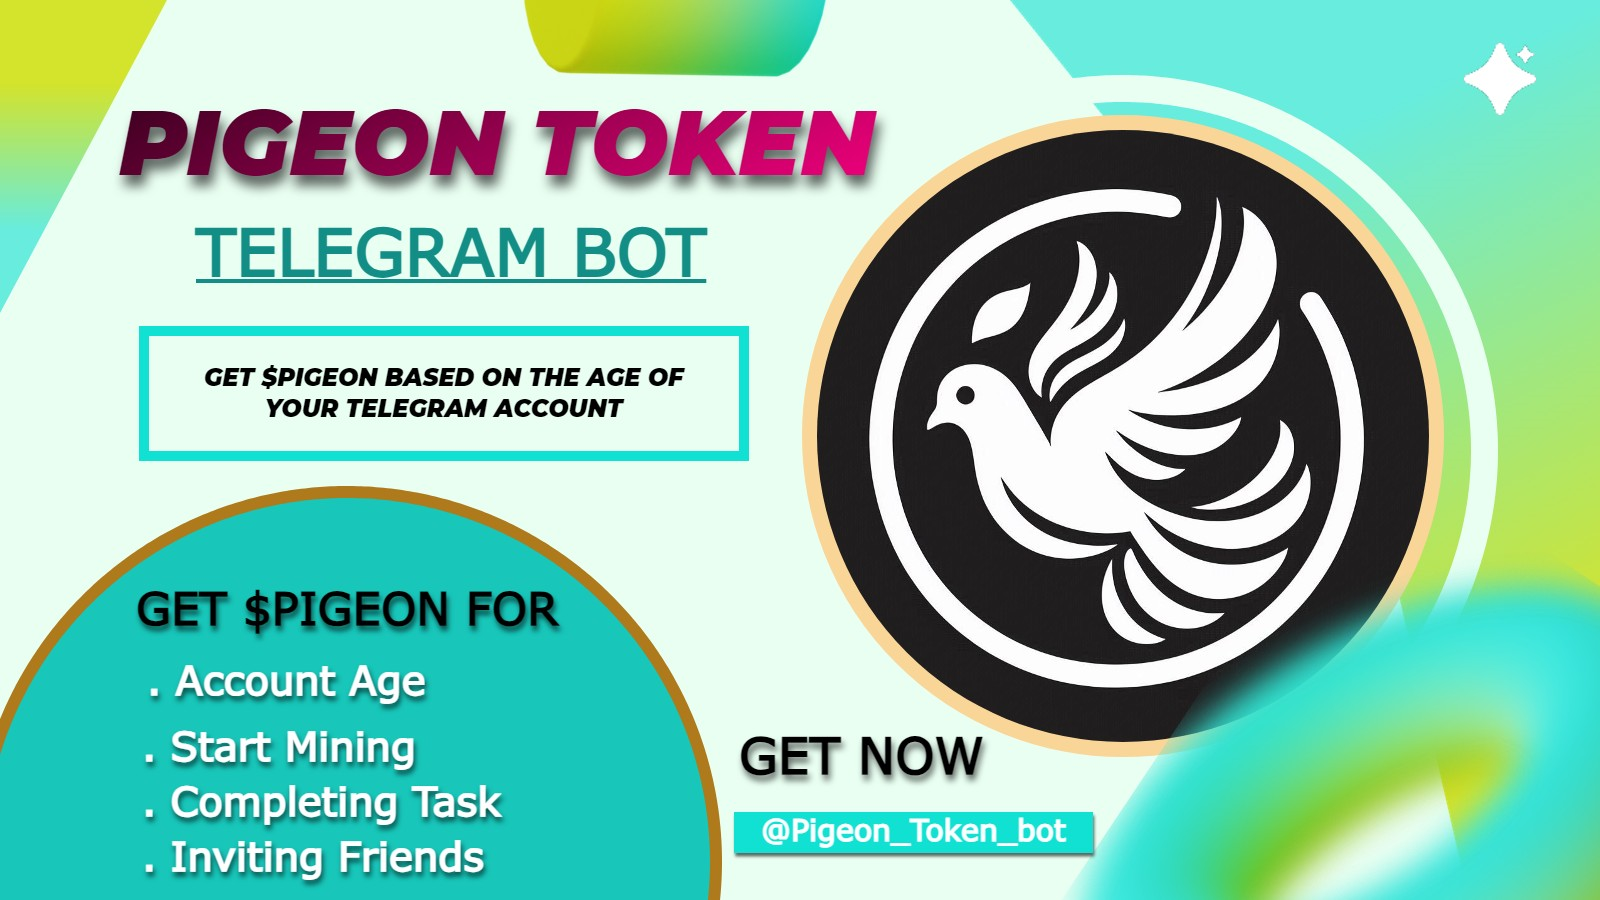 PIGEON TOKEN
TELEGRAM BOT
GET $PIGEON BASED ON THE AGE OF
YOUR TELEGRAM ACCOUNT
GET $PIGEON FOR
. Account Age
. Start Mining
. Completing Task
. Inviting Friends
GET NOW
@Pigeon_Token_bot